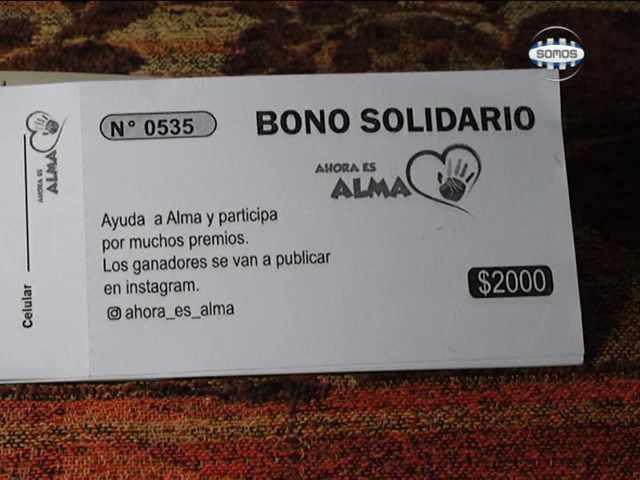 SOMOS
N° 0535
BONO SOLIDARIO
AHORA ES
ALMA
AHORA ES
ALMA
Ayuda a Alma y participa
por muchos premios.
Los ganadores se van a publicar
en instagram.
ahora_es_alma
$2000
Celular